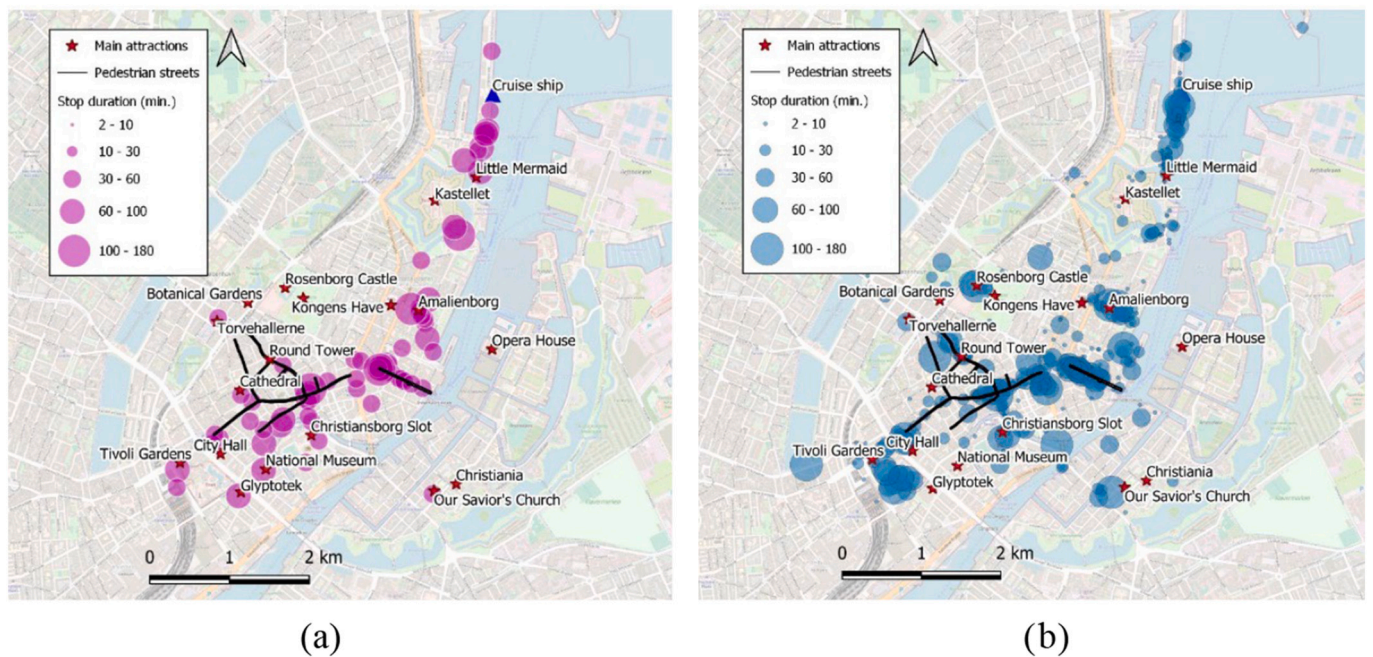 Main attractions
Pedestrian streets
Stop duration (min.)
2 - 10
10 - 30
30 - 60
60 - 100
100 - 180
Cruise ship
Little Mermaid
Kastellet
Rosenborg Castle
Botanical Gardens
Kongens Have
Amalienborg
Torvehallerne
Opera House
Round Tower
Cathedral
Christiansborg Slot
City Hall
Tivoli Gardens
National Museum
Christiania
Glyptotek
Our Savior's Church
0 1 2 km
(a)
Main attractions
Pedestrian streets
Stop duration (min.)
2 - 10
10 - 30
30 - 60
60 - 100
100 - 180
Cruise ship
Little Mermaid
Kastellet
Rosenborg Castle
Botanical Gardens
Kongens Have
Amalienborg
Torvehallerne
Opera House
Round Tower
Cathedral
Christiansborg Slot
City Hall
Tivoli Gardens
National Museum
Christiania
Glyptotek
Our Savior's Church
0 1 2 km
(b)